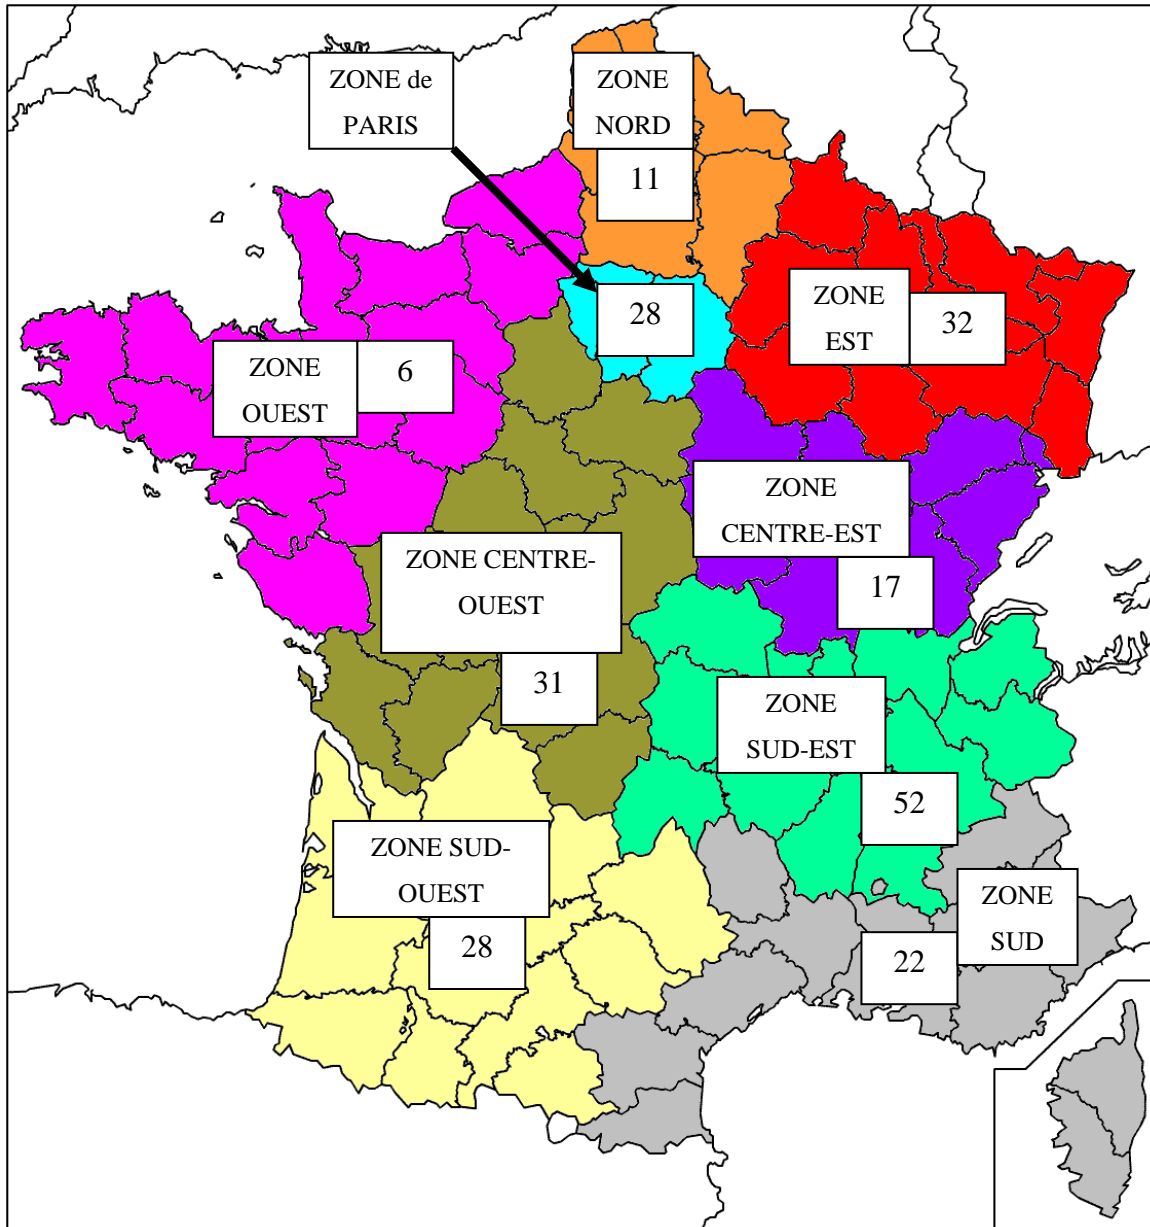 ZONE de
PARIS
ZONE
NORD
11
28
ZONE
EST
32
ZONE
OUEST
6
ZONE
CENTRE-EST
17
ZONE CENTRE-
OUEST
31
ZONE
SUD-EST
52
ZONE SUD-
OUEST
28
ZONE
SUD
22